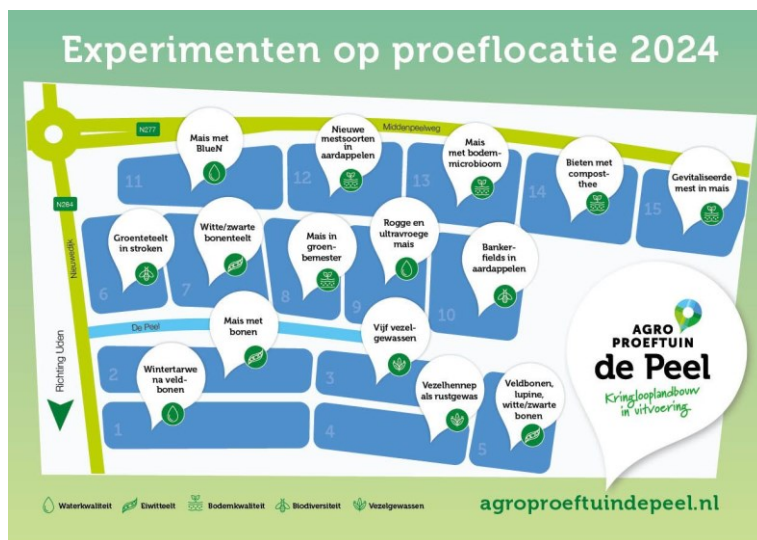 Experimenten op proeflocatie 2024
N277
Middenpeelweg
Mais met
BlueN
Nieuwe
mestsoorten
in
aardappelen
Mais
met bodem-
microbioom
Bieten met
compost-
thee
Gevitaliseerde
mest in mais
11
12
13
14
15
N264
Nieuwedijk
Groenteteelt
in stroken
Witte/zwarte
bonenteelt
Mais in
groen-
bemester
Rogge en
ultravroege
mais
Banker-
fields in
aardappelen
6
7
8
9
10
De Peel
Mais met
bonen
Vijf vezel-
gewassen
Richting Uden
2
Wintertarwe
na veld-
bonen
3
Vezelhennep
als rustgewas
Veldbonen,
lupine,
witte/zwarte
bonen
1
4
5
AGRO
PROEFTUIN
de Peel
Kringlooplandbouw
in uitvoering
Waterkwaliteit
Eiwitteelt
Bodemkwaliteit
Biodiversiteit
Vezelgewassen
agroproeftuindepeel.nl